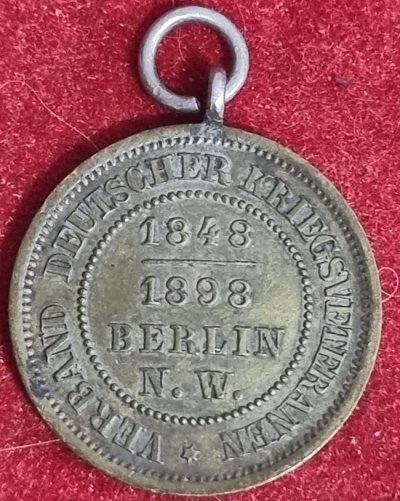 VERBAND DEUTSCHER KRIEGSVETERANEN
1848
1898
BERLIN
N. W.